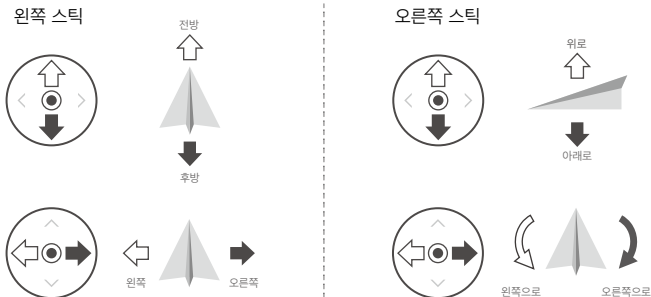 왼쪽 스틱
전방
후방
왼쪽
오른쪽
오른쪽 스틱
위로
아래로
왼쪽으로
오른쪽으로